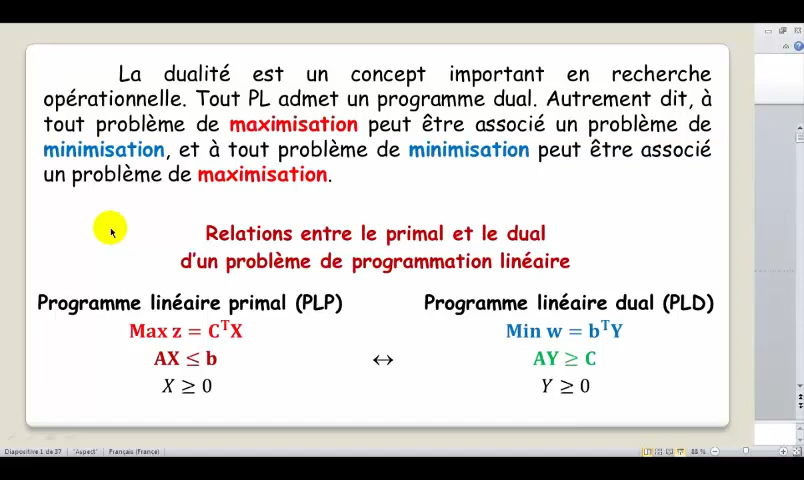 La dualité est un concept important en recherche
opérationnelle. Tout PL admet un programme dual. Autrement dit, à
tout problème de maximisation peut être associé un problème de
minimisation, et à tout problème de minimisation peut être associé
un problème de maximisation.
Relations entre le primal et le dual
d'un problème de programmation linéaire
Programme linéaire primal (PLP)
Max z = CᵀX
AX ≤ b
X ≥ 0
↔
Programme linéaire dual (PLD)
Min w = bᵀY
AY ≥ C
Y ≥ 0
Diapositive 1 de 37 "Aspect" Français (France) 88 %